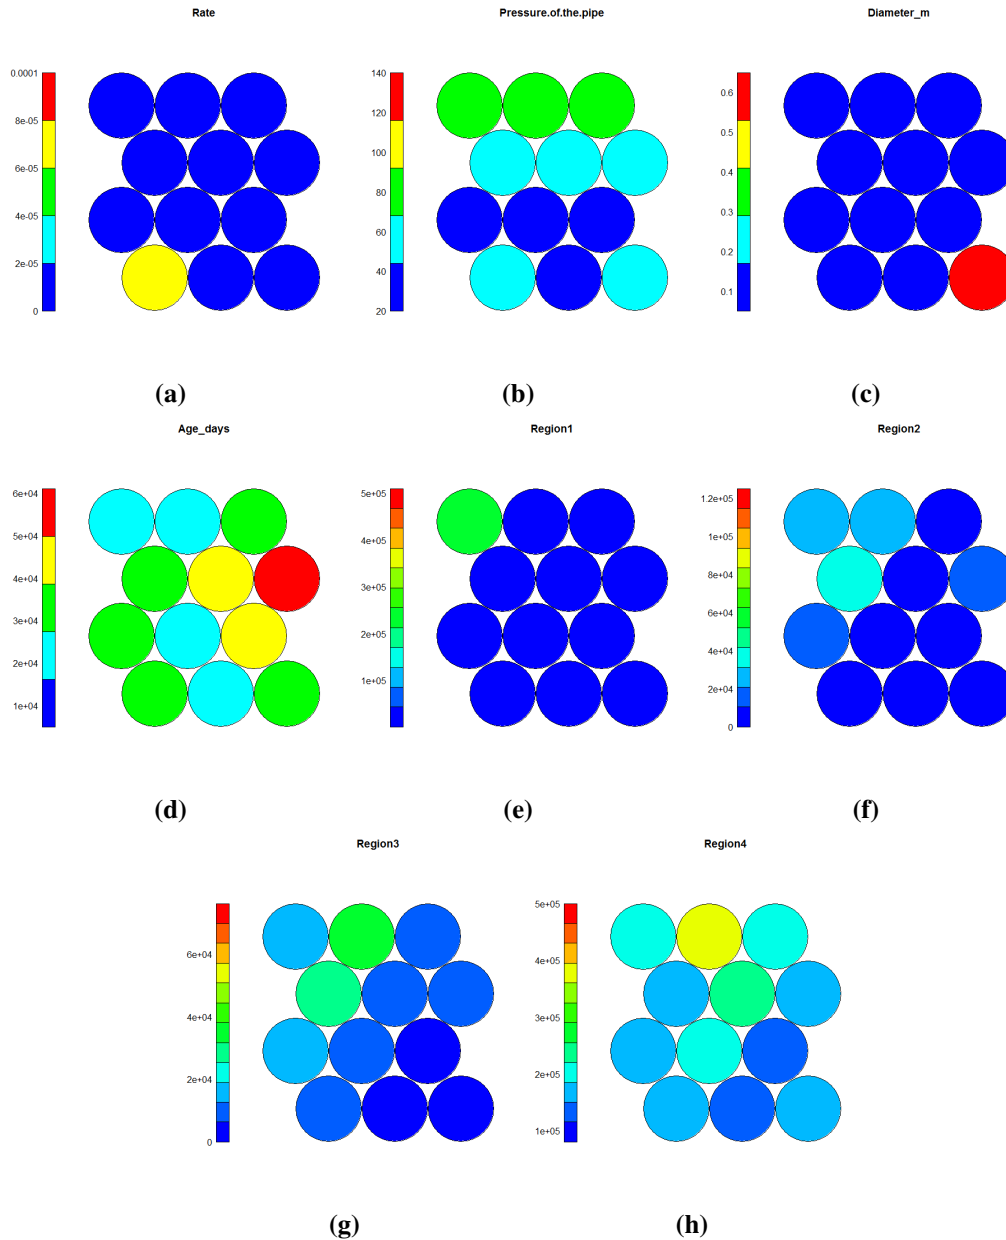 Rate
Pressure.of.the.pipe
Diameter_m
0.0001
8e-05
6e-05
4e-05
2e-05
0
140
120
100
80
60
40
20
0.6
0.5
0.4
0.3
0.2
0.1
(a)
(b)
(c)
Age_days
Region1
Region2
6e+04
5e+04
4e+04
3e+04
2e+04
1e+04
5e+05
4e+05
3e+05
2e+05
1e+05
1.2e+05
1e+05
8e+04
6e+04
4e+04
2e+04
0
(d)
(e)
(f)
Region3
Region4
6e+04
4e+04
2e+04
0
5e+05
4e+05
3e+05
2e+05
1e+05
(g)
(h)